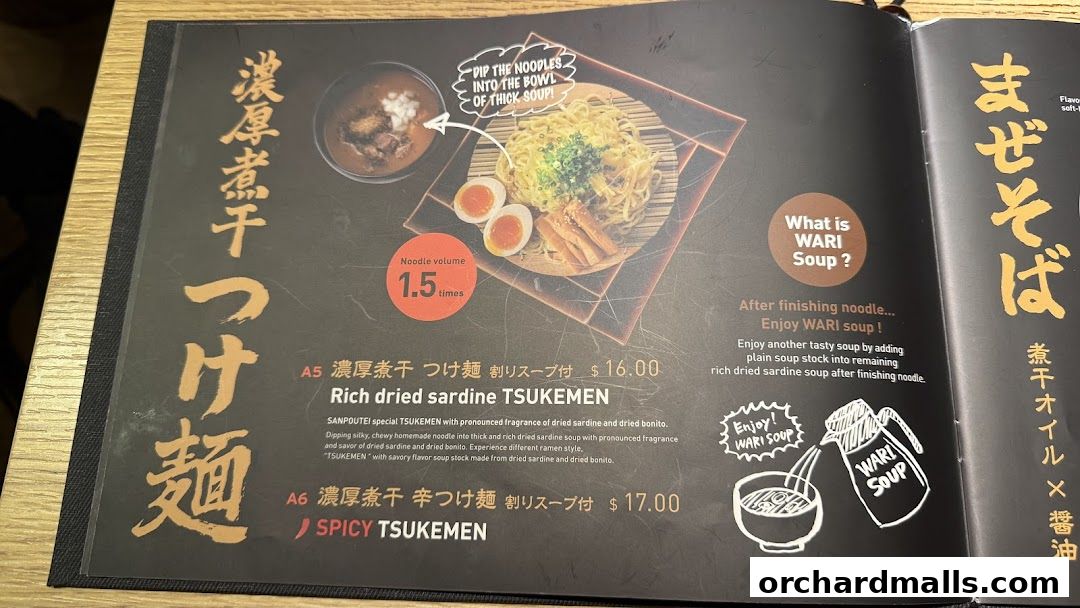 濃厚煮干つけ麺
DIP THE NOODLES
INTO THE BOWL
OF THICK SOUP!
Noodle volume
1.5 times
A5 濃厚煮干 つけ麺 割りスープ付 $16.00
Rich dried sardine TSUKEMEN
SANPOUTEI special TSUKEMEN with pronounced fragrance of dried sardine and dried bonito.
Dipping silky, chewy homemade noodle into thick and rich dried sardine soup with pronounced fragrance
and savor of dried sardine and dried bonito. Experience different ramen style,
"TSUKEMEN" with savory flavor soup stock made from dried sardine and dried bonito.
A6 濃厚煮干 辛つけ麺 割りスープ付 $17.00
SPICY TSUKEMEN
What is
WARI
Soup ?
After finishing noodle...
Enjoy WARI soup !
Enjoy another tasty soup by adding
plain soup stock into remaining
rich dried sardine soup after finishing noodle.
Enjoy!
WARI SOUP
WARI
SOUP
まぜそば
煮干オイル×醤油
orchardmalls.com